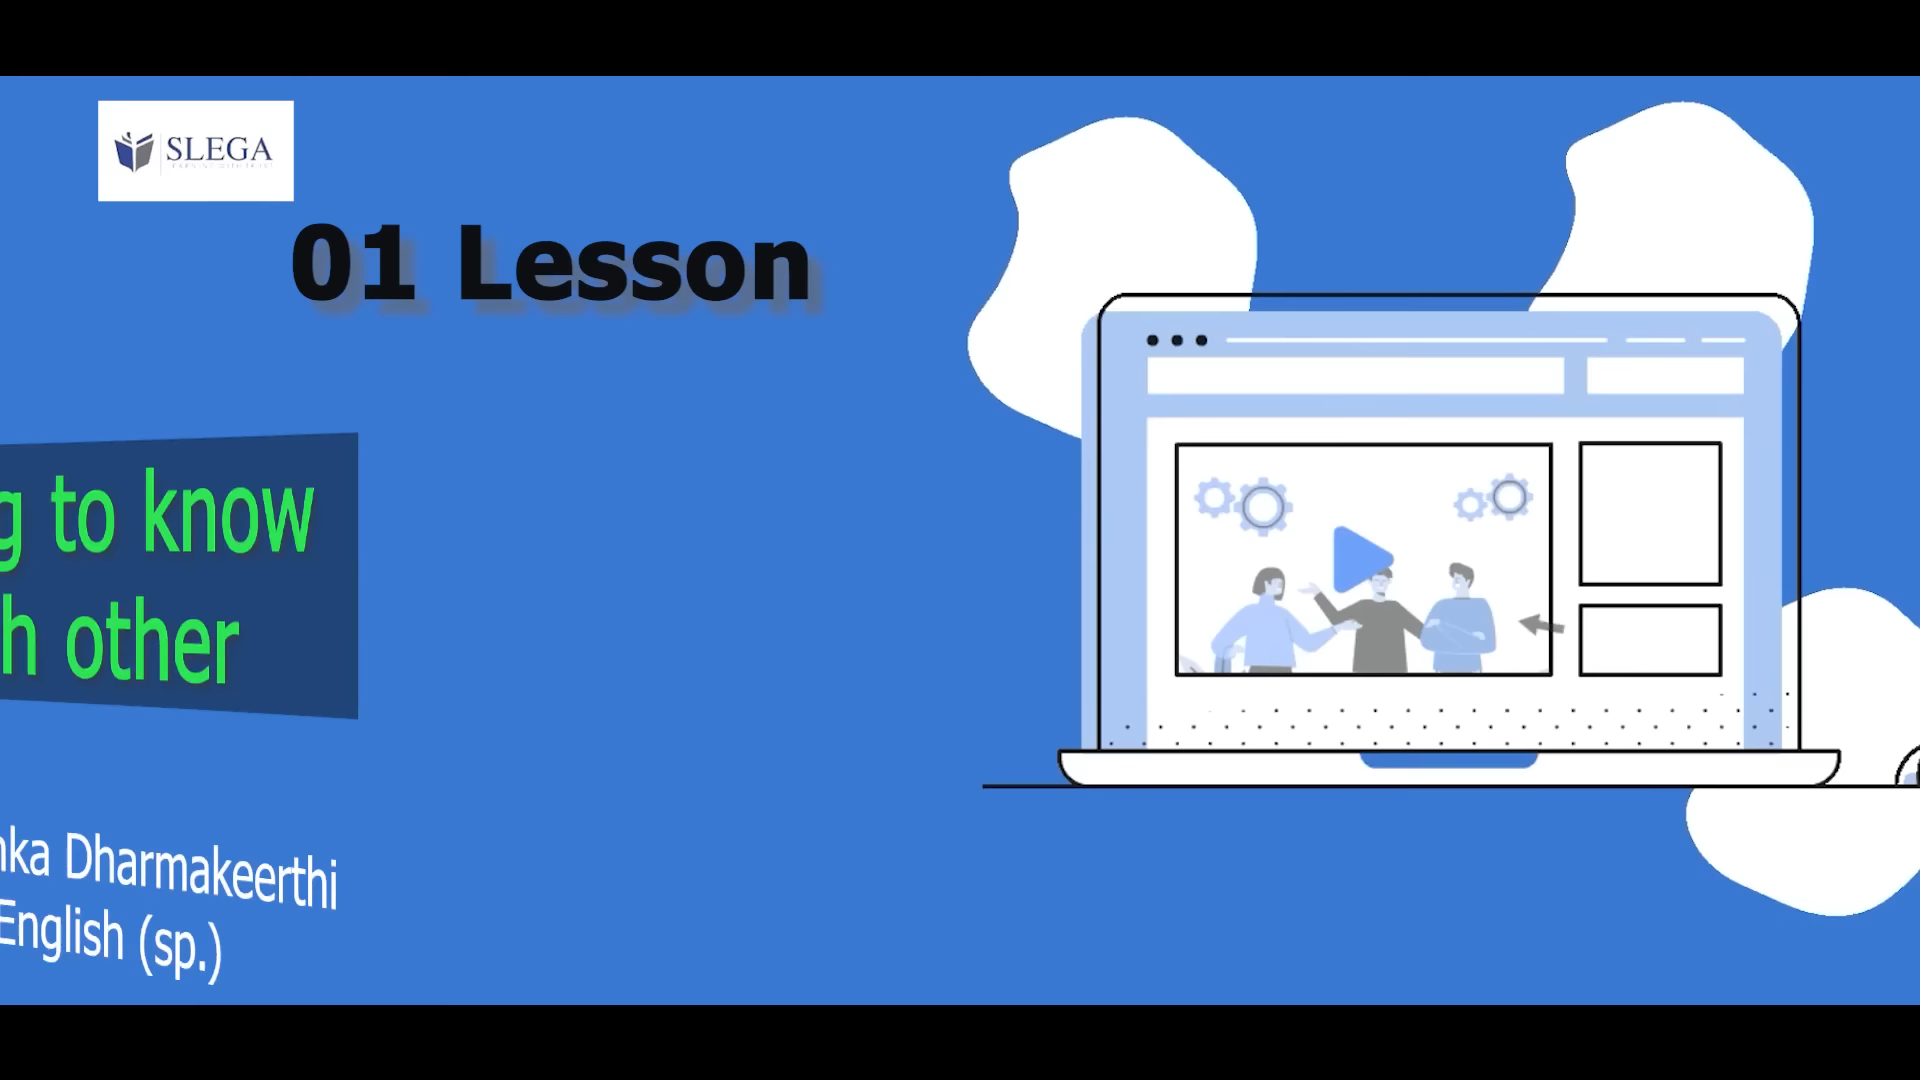 SLEGA
01 Lesson
g to know
h other
nka Dharmakeerthi
English (sp.)